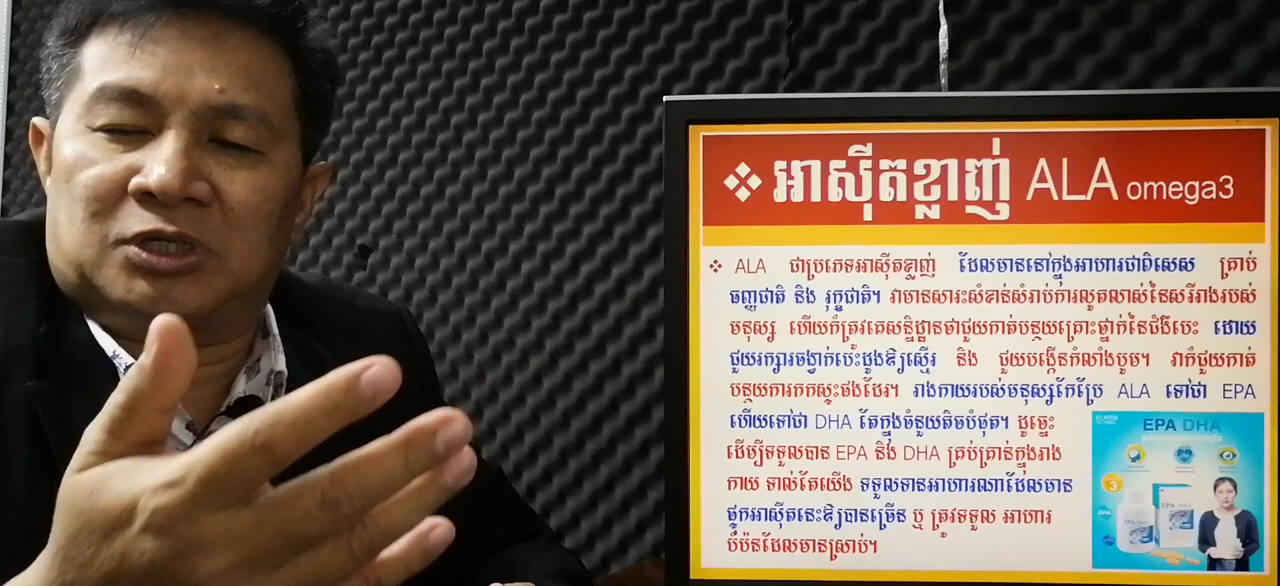 ❖ អាស៊ីតខ្លាញ់ ALA omega3
❖ ALA ជាប្រភេទអាស៊ីតខ្លាញ់ ដែលមាននៅក្នុងអាហារជាពិសេស គ្រាប់
ធញ្ញជាតិ និង រុក្ខជាតិ។ វាមានសារៈសំខាន់សំរាប់ការលូតលាស់នៃសរីរាងរបស់
មនុស្ស ហើយក៏ត្រូវគេសន្និដ្ឋានថាជួយកាត់បន្ថយគ្រោះថ្នាក់នៃជំងឺបេះ ដោយ
ជួយរក្សារចង្វាក់បេះដូងឱ្យស្មើរ និង ជួយបង្កើនកំលាំងបូម។ វាក៏ជួយកាត់
បន្ថយការកកស្ទះផងដែរ។ រាងកាយរបស់មនុស្សកែប្រែ ALA ទៅជា EPA
ហើយទៅជា DHA តែក្នុងចំនួយតិចបំផុត។ ដូច្នេះ
ដើម្បីទទួលបាន EPA និង DHA គ្រប់គ្រាន់ក្នុងរាង
កាយ ទាល់តែយើង ទទួលទានអាហារណាដែលមាន
ផ្ទុកអាស៊ីតនេះឱ្យបានច្រើន ឬ ត្រូវទទួល អាហារ
បំប៉នដែលមានស្រាប់។
EPA DHA
3
DHA
EPA DHA
EPA